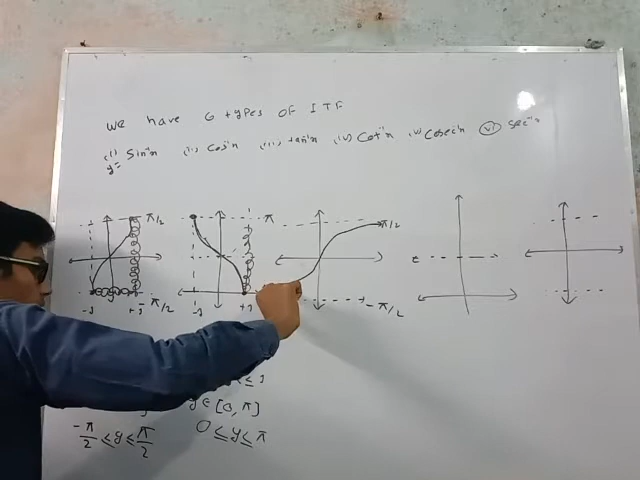 We have 6 types OF ITF
(i) y = Sin⁻¹x (ii) Cos⁻¹x (iii) tan⁻¹x (iv) Cot⁻¹x (v) Cosec⁻¹x (vi) Sec⁻¹x
π/2 π π/2
-1 +1 -π/2 -1 +1 -π/2
≤ 1
y ∈ [0, π]
-π/2 ≤ y ≤ π/2 0 ≤ y ≤ π